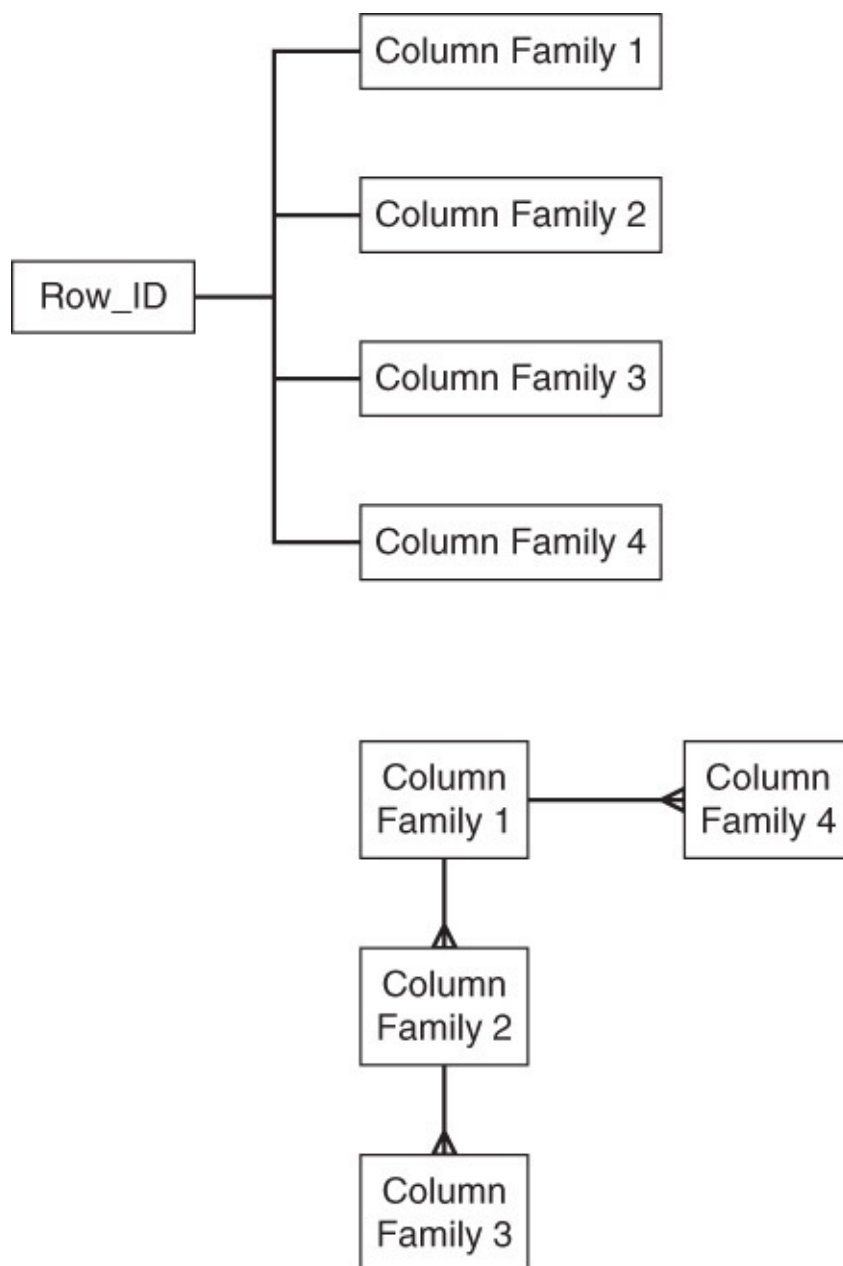 Column Family 1
Column Family 2
Row_ID
Column Family 3
Column Family 4
Column
Family 1
Column
Family 4
Column
Family 2
Column
Family 3